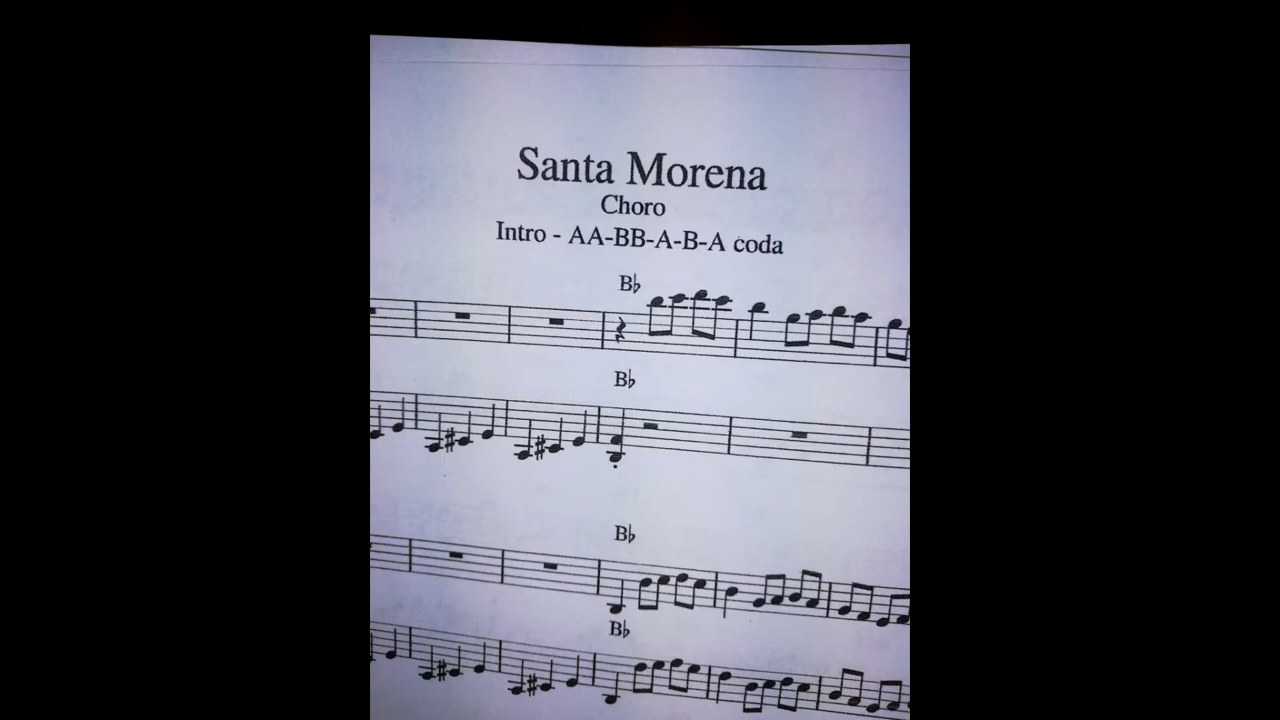 Santa Morena
Choro
Intro - AA-BB-A-B-A coda
B♭
B♭
B♭
B♭